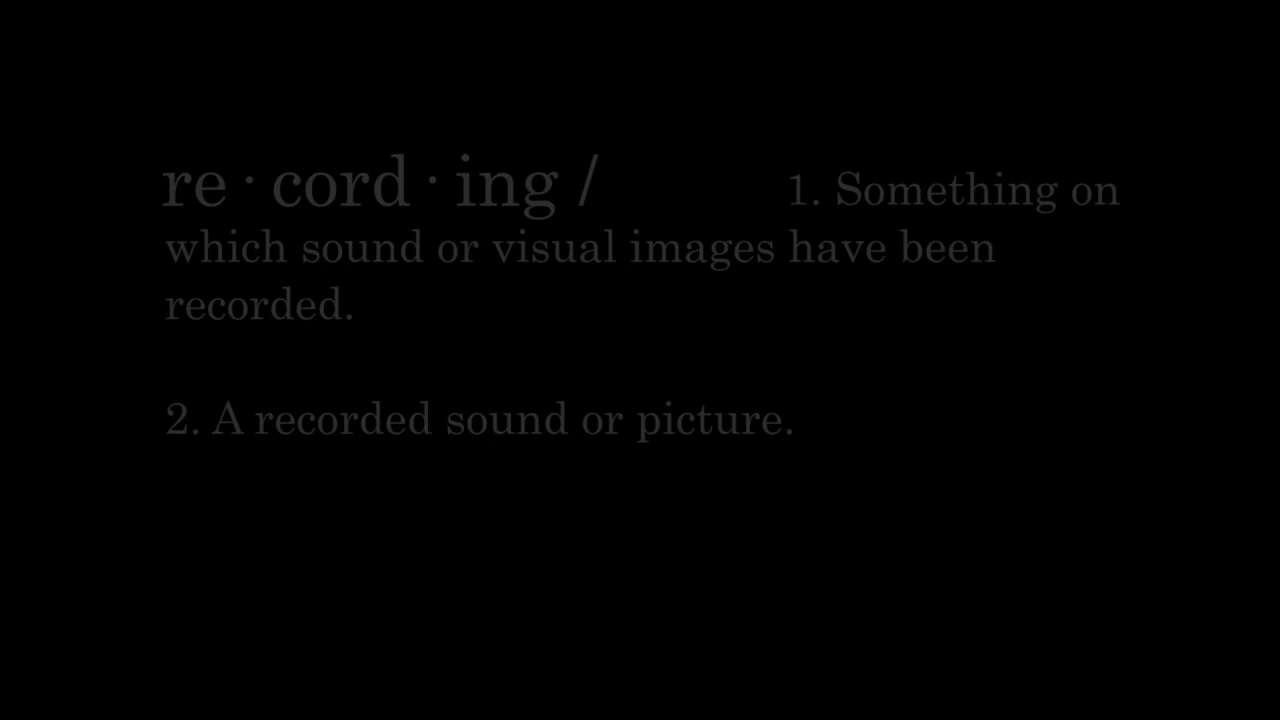 re·cord·ing / 1. Something on
which sound or visual images have been
recorded.
2. A recorded sound or picture.